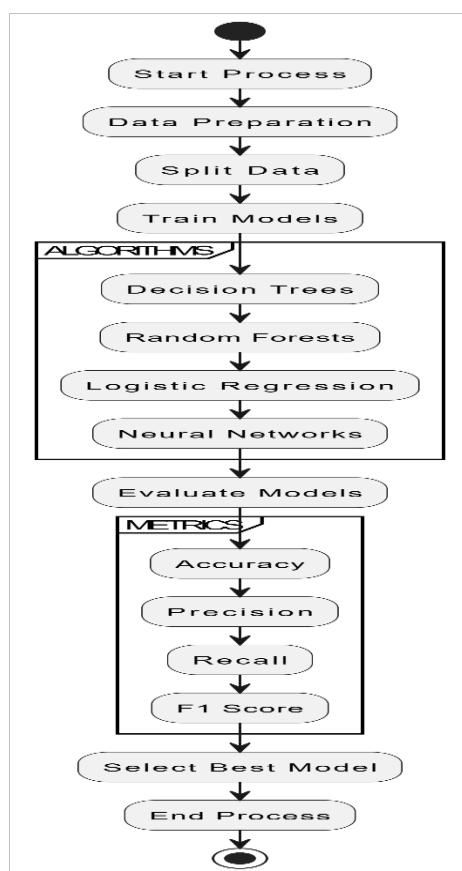 Start Process
Data Preparation
Split Data
Train Models
ALGORITHMS
Decision Trees
Random Forests
Logistic Regression
Neural Networks
Evaluate Models
METRICS
Accuracy
Precision
Recall
F1 Score
Select Best Model
End Process